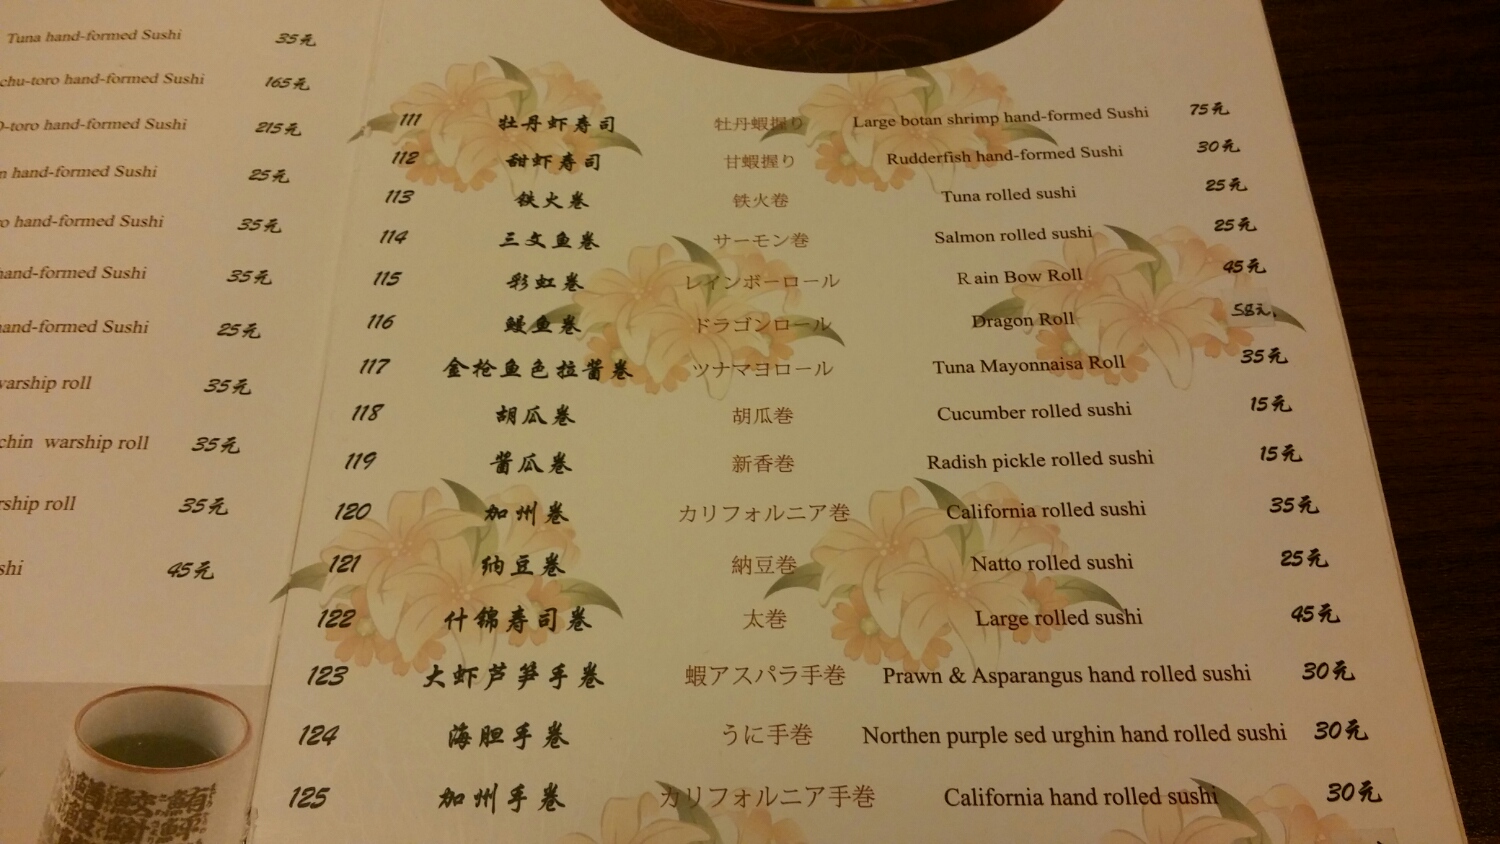 Tuna hand-formed Sushi 35元
chu-toro hand-formed Sushi 165元
O-toro hand-formed Sushi 215元
hand-formed Sushi 25元
hand-formed Sushi 35元
hand-formed Sushi 35元
hand-formed Sushi 25元
warship roll 35元
warship roll 35元
roll 35元
45元
111 牡丹虾寿司 牡丹蝦握り Large botan shrimp hand-formed Sushi 75元
112 甜虾寿司 甘蝦握り Rudderfish hand-formed Sushi 30元
113 铁火卷 铁火巻 Tuna rolled sushi 25元
114 三文鱼卷 サーモン巻 Salmon rolled sushi 25元
115 彩虹卷 レインボーロール Rain Bow Roll 45元
116 鳗鱼卷 ドラゴンロール Dragon Roll 58元
117 金枪鱼色拉酱卷 ツナマヨロール Tuna Mayonnaisa Roll 35元
118 胡瓜卷 胡瓜巻 Cucumber rolled sushi 15元
119 酱瓜卷 新香巻 Radish pickle rolled sushi 15元
120 加州卷 カリフォルニア巻 California rolled sushi 35元
121 纳豆卷 納豆巻 Natto rolled sushi 25元
122 什锦寿司卷 太巻 Large rolled sushi 45元
123 大虾芦笋手卷 蝦アスパラ手巻 Prawn & Asparangus hand rolled sushi 30元
124 海胆手卷 うに手巻 Northen purple sed urghin hand rolled sushi 30元
125 加州手卷 カリフォルニア手巻 California hand rolled sushi 30元